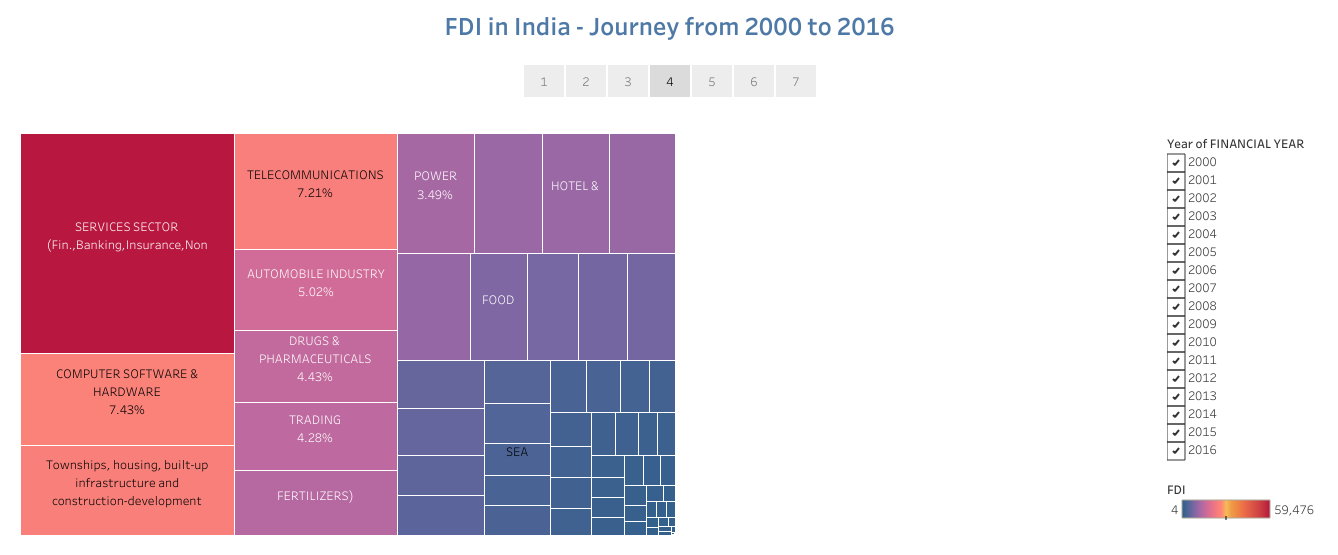 FDI in India - Journey from 2000 to 2016
1 2 3 4 5 6 7
SERVICES SECTOR
(Fin.,Banking,Insurance,Non
COMPUTER SOFTWARE &
HARDWARE
7.43%
Townships, housing, built-up
infrastructure and
construction-development
TELECOMMUNICATIONS
7.21%
AUTOMOBILE INDUSTRY
5.02%
DRUGS &
PHARMACEUTICALS
4.43%
TRADING
4.28%
FERTILIZERS)
POWER
3.49%
HOTEL &
FOOD
SEA
Year of FINANCIAL YEAR
2000
2001
2002
2003
2004
2005
2006
2007
2008
2009
2010
2011
2012
2013
2014
2015
2016
FDI
4 59,476